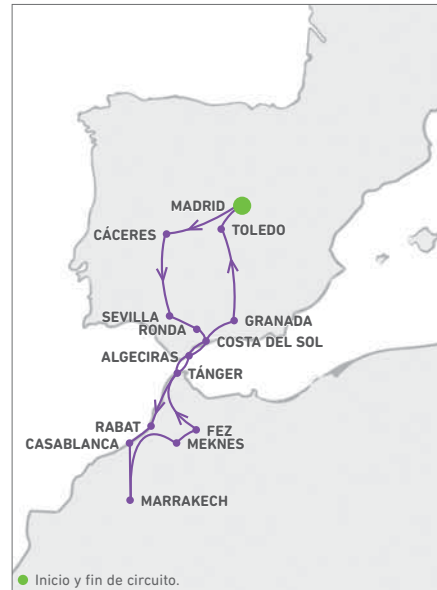 MADRID
TOLEDO
CÁCERES
SEVILLA
RONDA
GRANADA
COSTA DEL SOL
ALGECIRAS
TÁNGER
RABAT
FEZ
CASABLANCA
MEKNES
MARRAKECH
Inicio y fin de circuito.